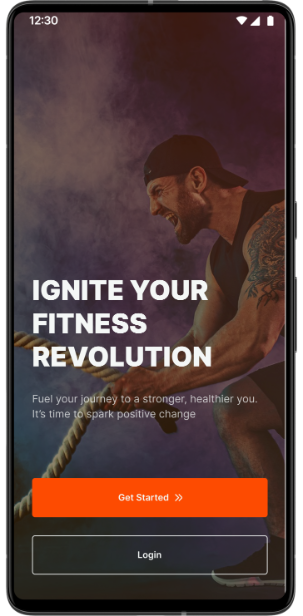 12:30
IGNITE YOUR
FITNESS
REVOLUTION
Fuel your journey to a stronger, healthier you.
It's time to spark positive change
Get Started
Login